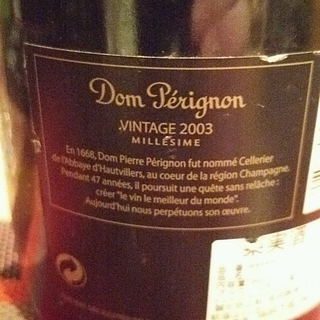 Dom Pérignon
VINTAGE 2003
MILLÉSIME
En 1668, Dom Pierre Pérignon fut nommé Cellerier
de l'Abbaye d'Hautvillers, au coeur de la région Champagne.
Pendant 47 années, il poursuit une quête sans relâche :
créer "le vin le meilleur du monde".
Aujourd'hui nous perpétuons son œuvre.